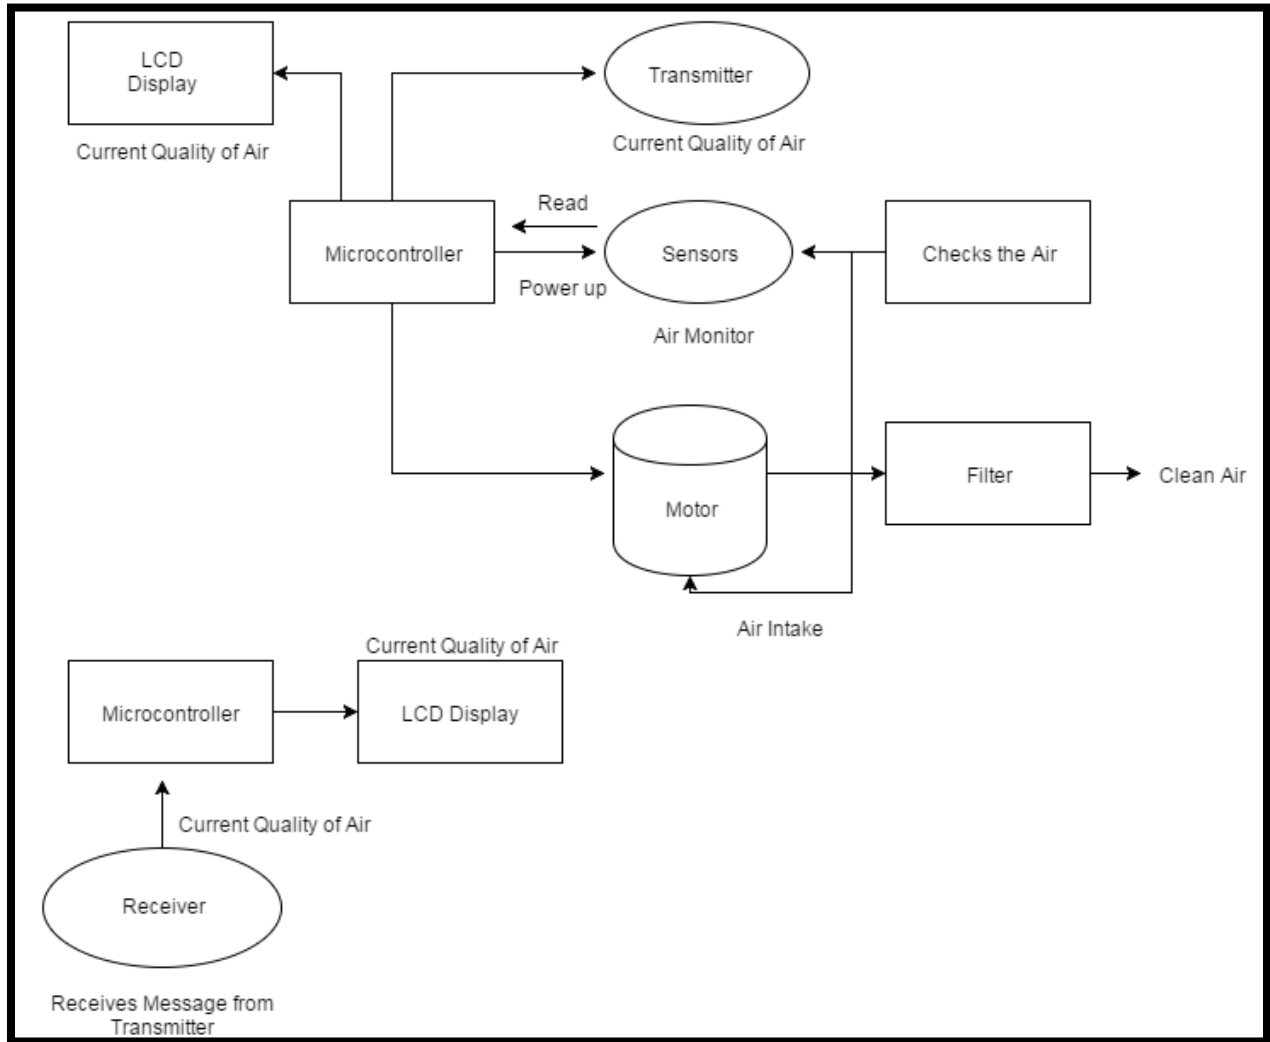 LCD
Display
Transmitter
Current Quality of Air
Current Quality of Air
Read
Microcontroller
Sensors
Checks the Air
Power up
Air Monitor
Motor
Filter
Clean Air
Air Intake
Current Quality of Air
Microcontroller
LCD Display
Current Quality of Air
Receiver
Receives Message from
Transmitter